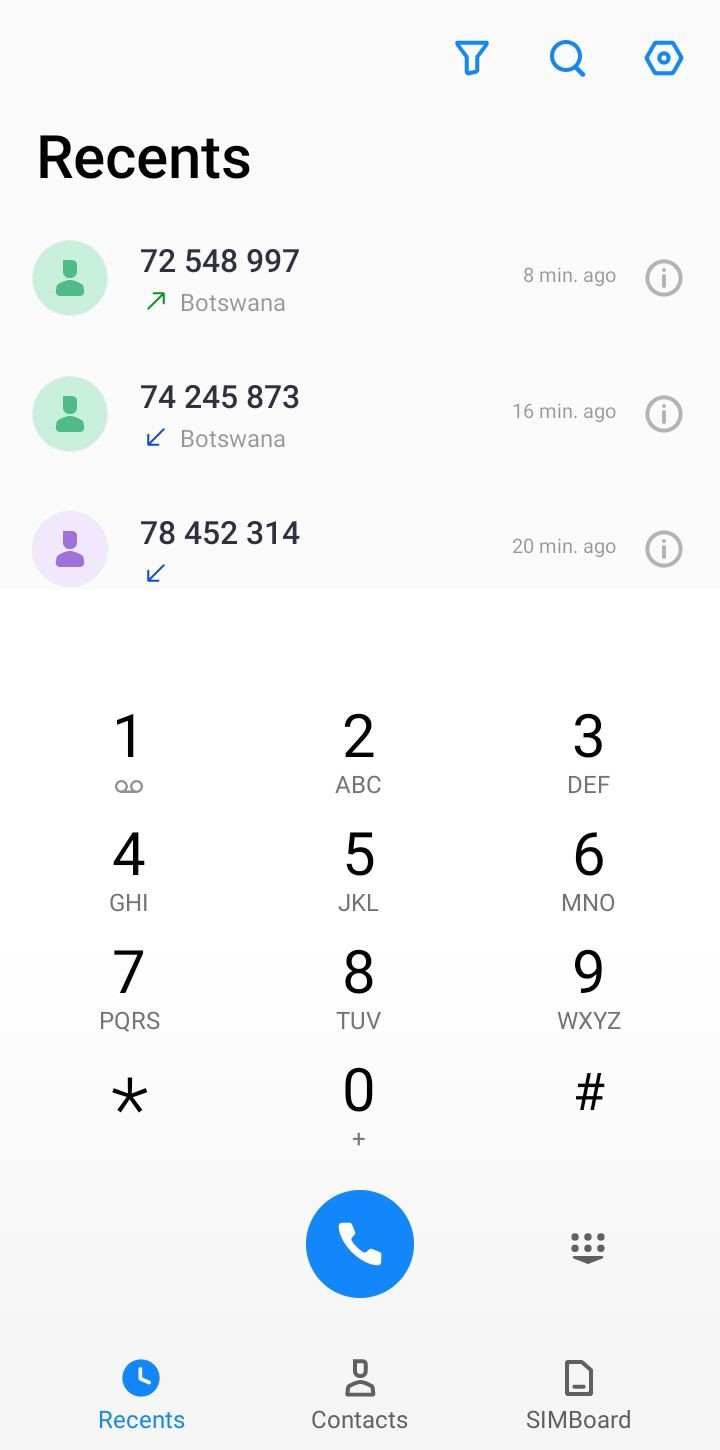 Recents
72 548 997
Botswana
8 min. ago
74 245 873
Botswana
16 min. ago
78 452 314
20 min. ago
1 2 3
ABC DEF
4 5 6
GHI JKL MNO
7 8 9
PQRS TUV WXYZ
* 0 #
+
Recents Contacts SIMBoard